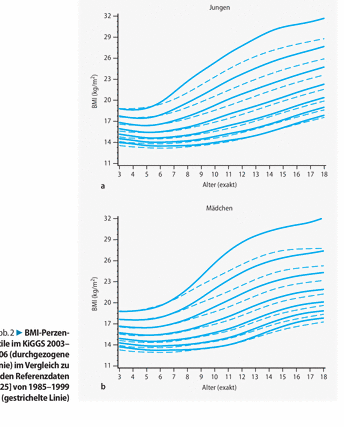 Jungen
32
29
26
23
20
17
14
11
BMI (kg/m²)
3 4 5 6 7 8 9 10 11 12 13 14 15 16 17 18
a
Alter (exakt)
Mädchen
32
29
26
23
20
17
14
11
BMI (kg/m²)
3 4 5 6 7 8 9 10 11 12 13 14 15 16 17 18
b
Alter (exakt)
bb. 2 ▶ BMI-Perzen-
tile im KiGGS 2003–
06 (durchgezogene
nie) im Vergleich zu
den Referenzdaten
25] von 1985–1999
(gestrichelte Linie)